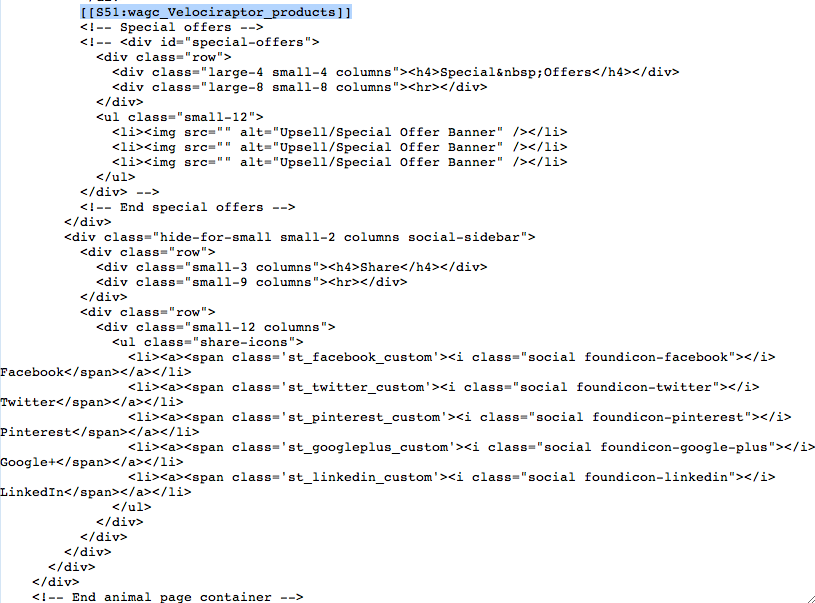 [[S51:wagc_Velociraptor_products]]
<!-- Special offers -->
<!-- <div id="special-offers">
<div class="row">
<div class="large-4 small-4 columns"><h4>Special&nbsp;Offers</h4></div>
<div class="large-8 small-8 columns"><hr></div>
</div>
<ul class="small-12">
<li><img src="" alt="Upsell/Special Offer Banner" /></li>
<li><img src="" alt="Upsell/Special Offer Banner" /></li>
<li><img src="" alt="Upsell/Special Offer Banner" /></li>
</ul>
</div> -->
<!-- End special offers -->
</div>
<div class="hide-for-small small-2 columns social-sidebar">
<div class="row">
<div class="small-3 columns"><h4>Share</h4></div>
<div class="small-9 columns"><hr></div>
</div>
<div class="row">
<div class="small-12 columns">
<ul class="share-icons">
<li><a><span class='st_facebook_custom'><i class="social foundicon-facebook"></i>
Facebook</span></a></li>
<li><a><span class='st_twitter_custom'><i class="social foundicon-twitter"></i>
Twitter</span></a></li>
<li><a><span class='st_pinterest_custom'><i class="social foundicon-pinterest"></i>
Pinterest</span></a></li>
<li><a><span class='st_googleplus_custom'><i class="social foundicon-google-plus"></i>
Google+</span></a></li>
<li><a><span class='st_linkedin_custom'><i class="social foundicon-linkedin"></i>
LinkedIn</span></a></li>
</ul>
</div>
</div>
</div>
</div>
</div>
<!-- End animal page container -->